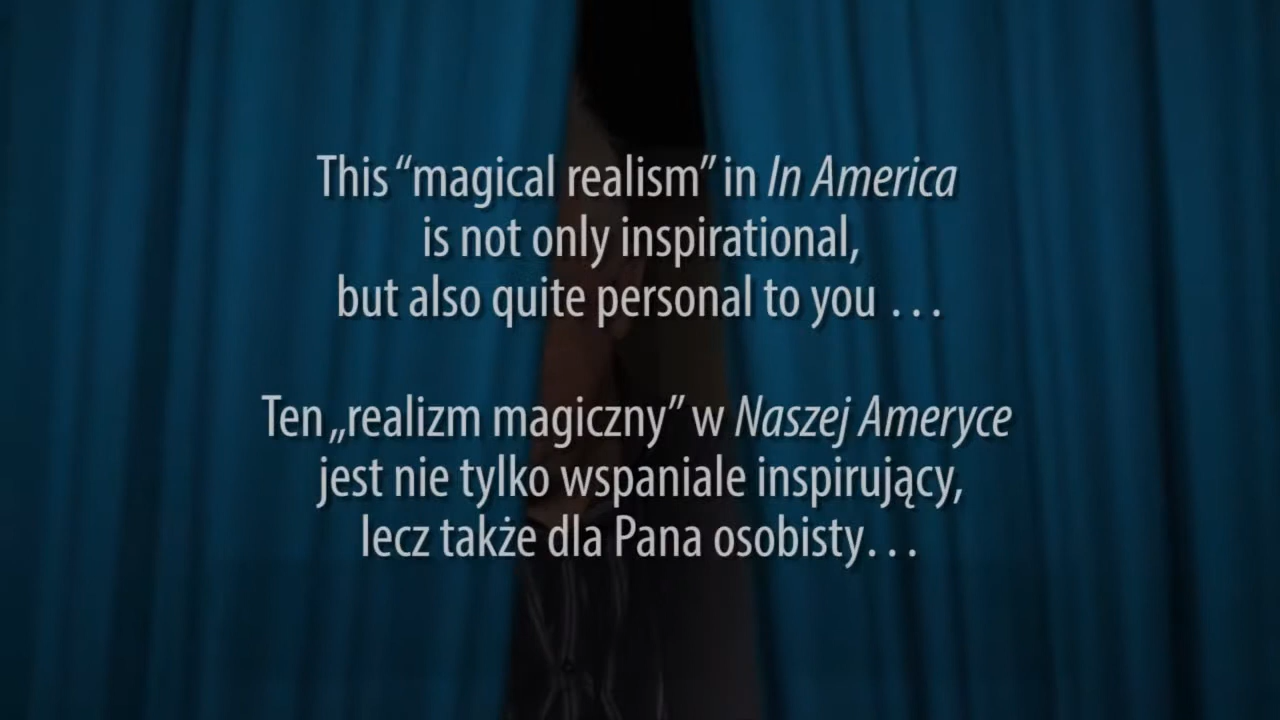 This “magical realism” in In America
is not only inspirational,
but also quite personal to you . . .
Ten „realizm magiczny” w Naszej Ameryce
jest nie tylko wspaniale inspirujący,
lecz także dla Pana osobisty. . .